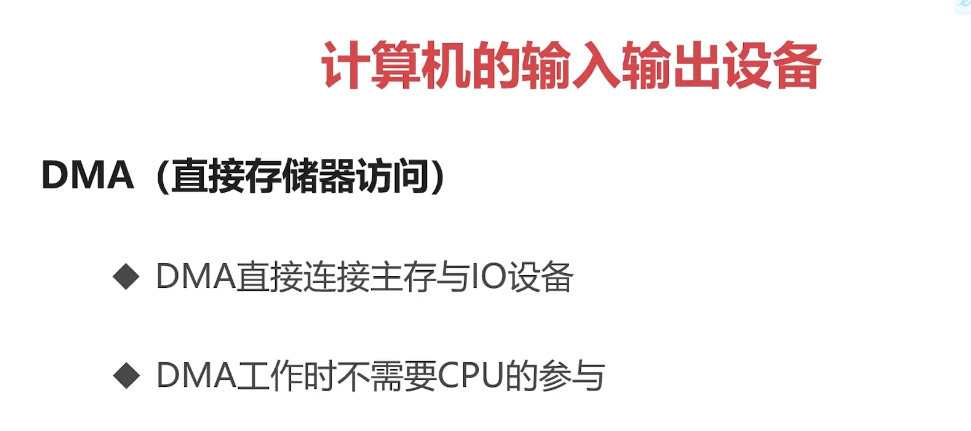 计算机的输入输出设备
DMA（直接存储器访问）
◆ DMA直接连接主存与IO设备
◆ DMA工作时不需要CPU的参与